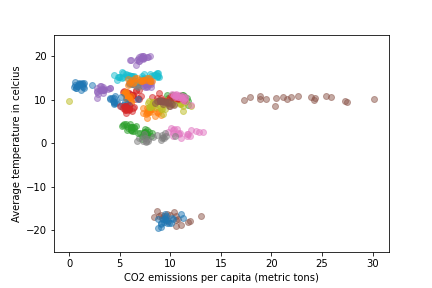 20
10
0
−10
−20
Average temperature in celcius
0 5 10 15 20 25 30
CO2 emissions per capita (metric tons)